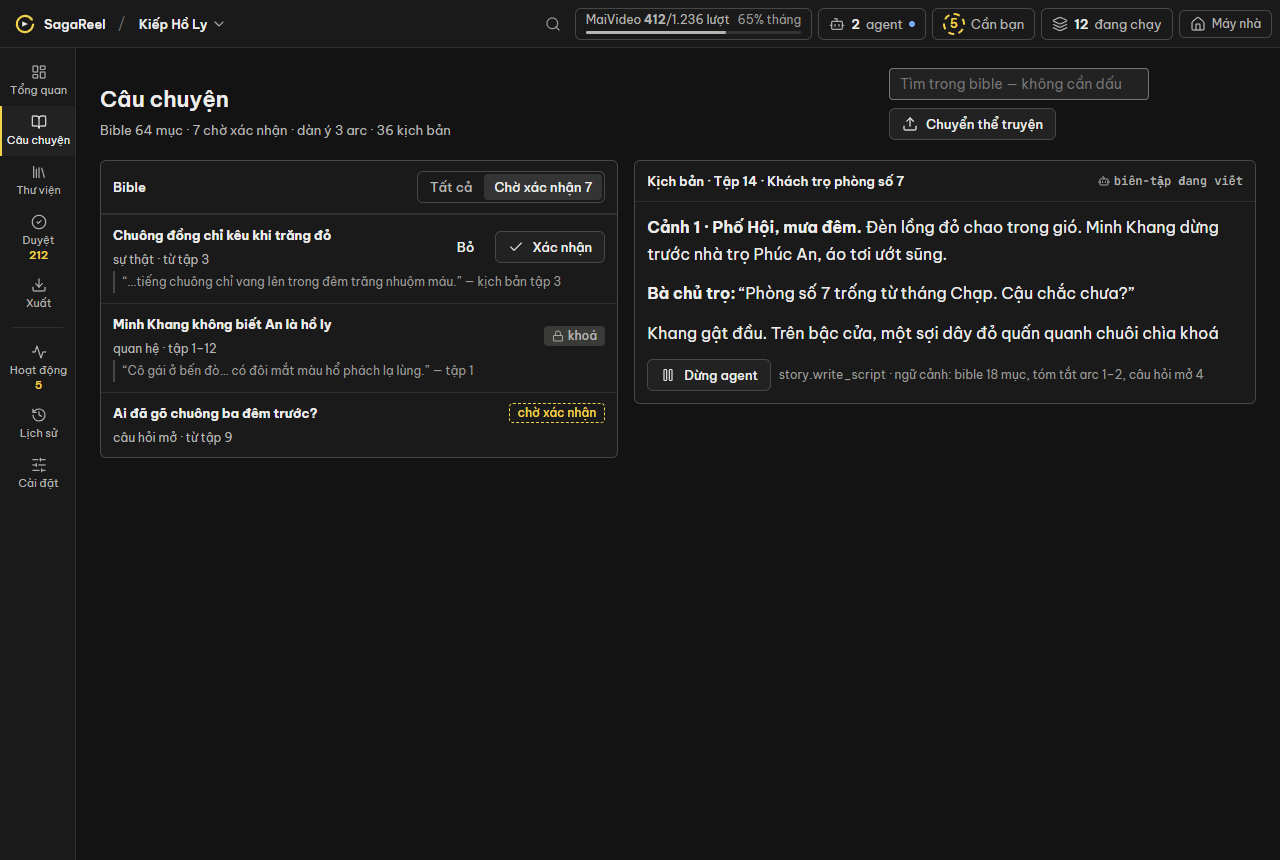 SagaReel / Kiếp Hồ Ly
MaiVideo 412/1.236 lượt 65% tháng
2 agent
5 Cần bạn
12 đang chạy
Máy nhà
Tổng quan
Câu chuyện
Thư viện
Duyệt
212
Xuất
Hoạt động
5
Lịch sử
Cài đặt
Câu chuyện
Bible 64 mục · 7 chờ xác nhận · dàn ý 3 arc · 36 kịch bản
Tìm trong bible — không cần dấu
Chuyển thể truyện
Bible
Tất cả
Chờ xác nhận 7
Chuông đồng chỉ kêu khi trăng đỏ
sự thật · từ tập 3
Bỏ
Xác nhận
“…tiếng chuông chỉ vang lên trong đêm trăng nhuộm máu.” — kịch bản tập 3
Minh Khang không biết An là hồ ly
quan hệ · tập 1–12
khoá
“Cô gái ở bến đò… có đôi mắt màu hổ phách lạ lùng.” — tập 1
Ai đã gõ chuông ba đêm trước?
chờ xác nhận
câu hỏi mở · từ tập 9
Kịch bản · Tập 14 · Khách trọ phòng số 7
biên-tập đang viết
Cảnh 1 · Phố Hội, mưa đêm. Đèn lồng đỏ chao trong gió. Minh Khang dừng
trước nhà trọ Phúc An, áo tơi ướt sũng.
Bà chủ trọ: “Phòng số 7 trống từ tháng Chạp. Cậu chắc chưa?”
Khang gật đầu. Trên bậc cửa, một sợi dây đỏ quấn quanh chuôi chìa khoá
Dừng agent
story.write_script · ngữ cảnh: bible 18 mục, tóm tắt arc 1–2, câu hỏi mở 4